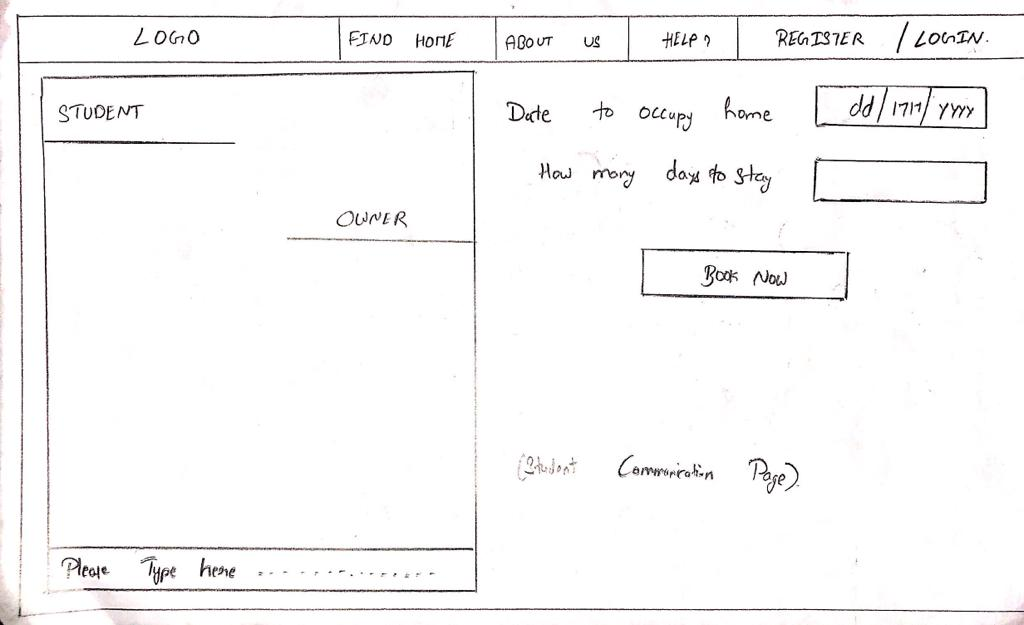 LOGO
FIND HOME
ABOUT US
HELP?
REGISTER / LOGIN.
STUDENT
OWNER
Please Type here ..............
Date to occupy home
dd/MM/YYYY
How many days to stay
BOOK NOW
(Student Communication Page)